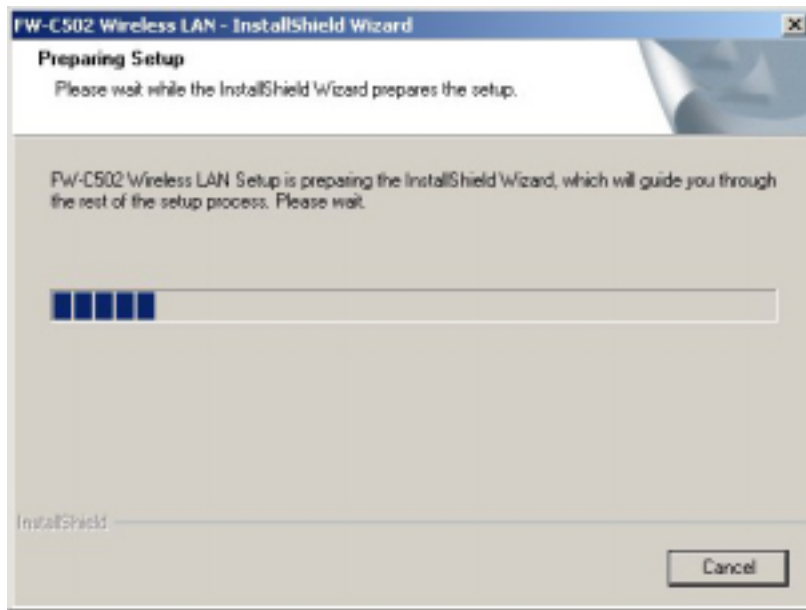 FW-C502 Wireless LAN - InstallShield Wizard
Preparing Setup
Please wait while the InstallShield Wizard prepares the setup.
FW-C502 Wireless LAN Setup is preparing the InstallShield Wizard, which will guide you through
the rest of the setup process. Please wait.
InstallShield
Cancel